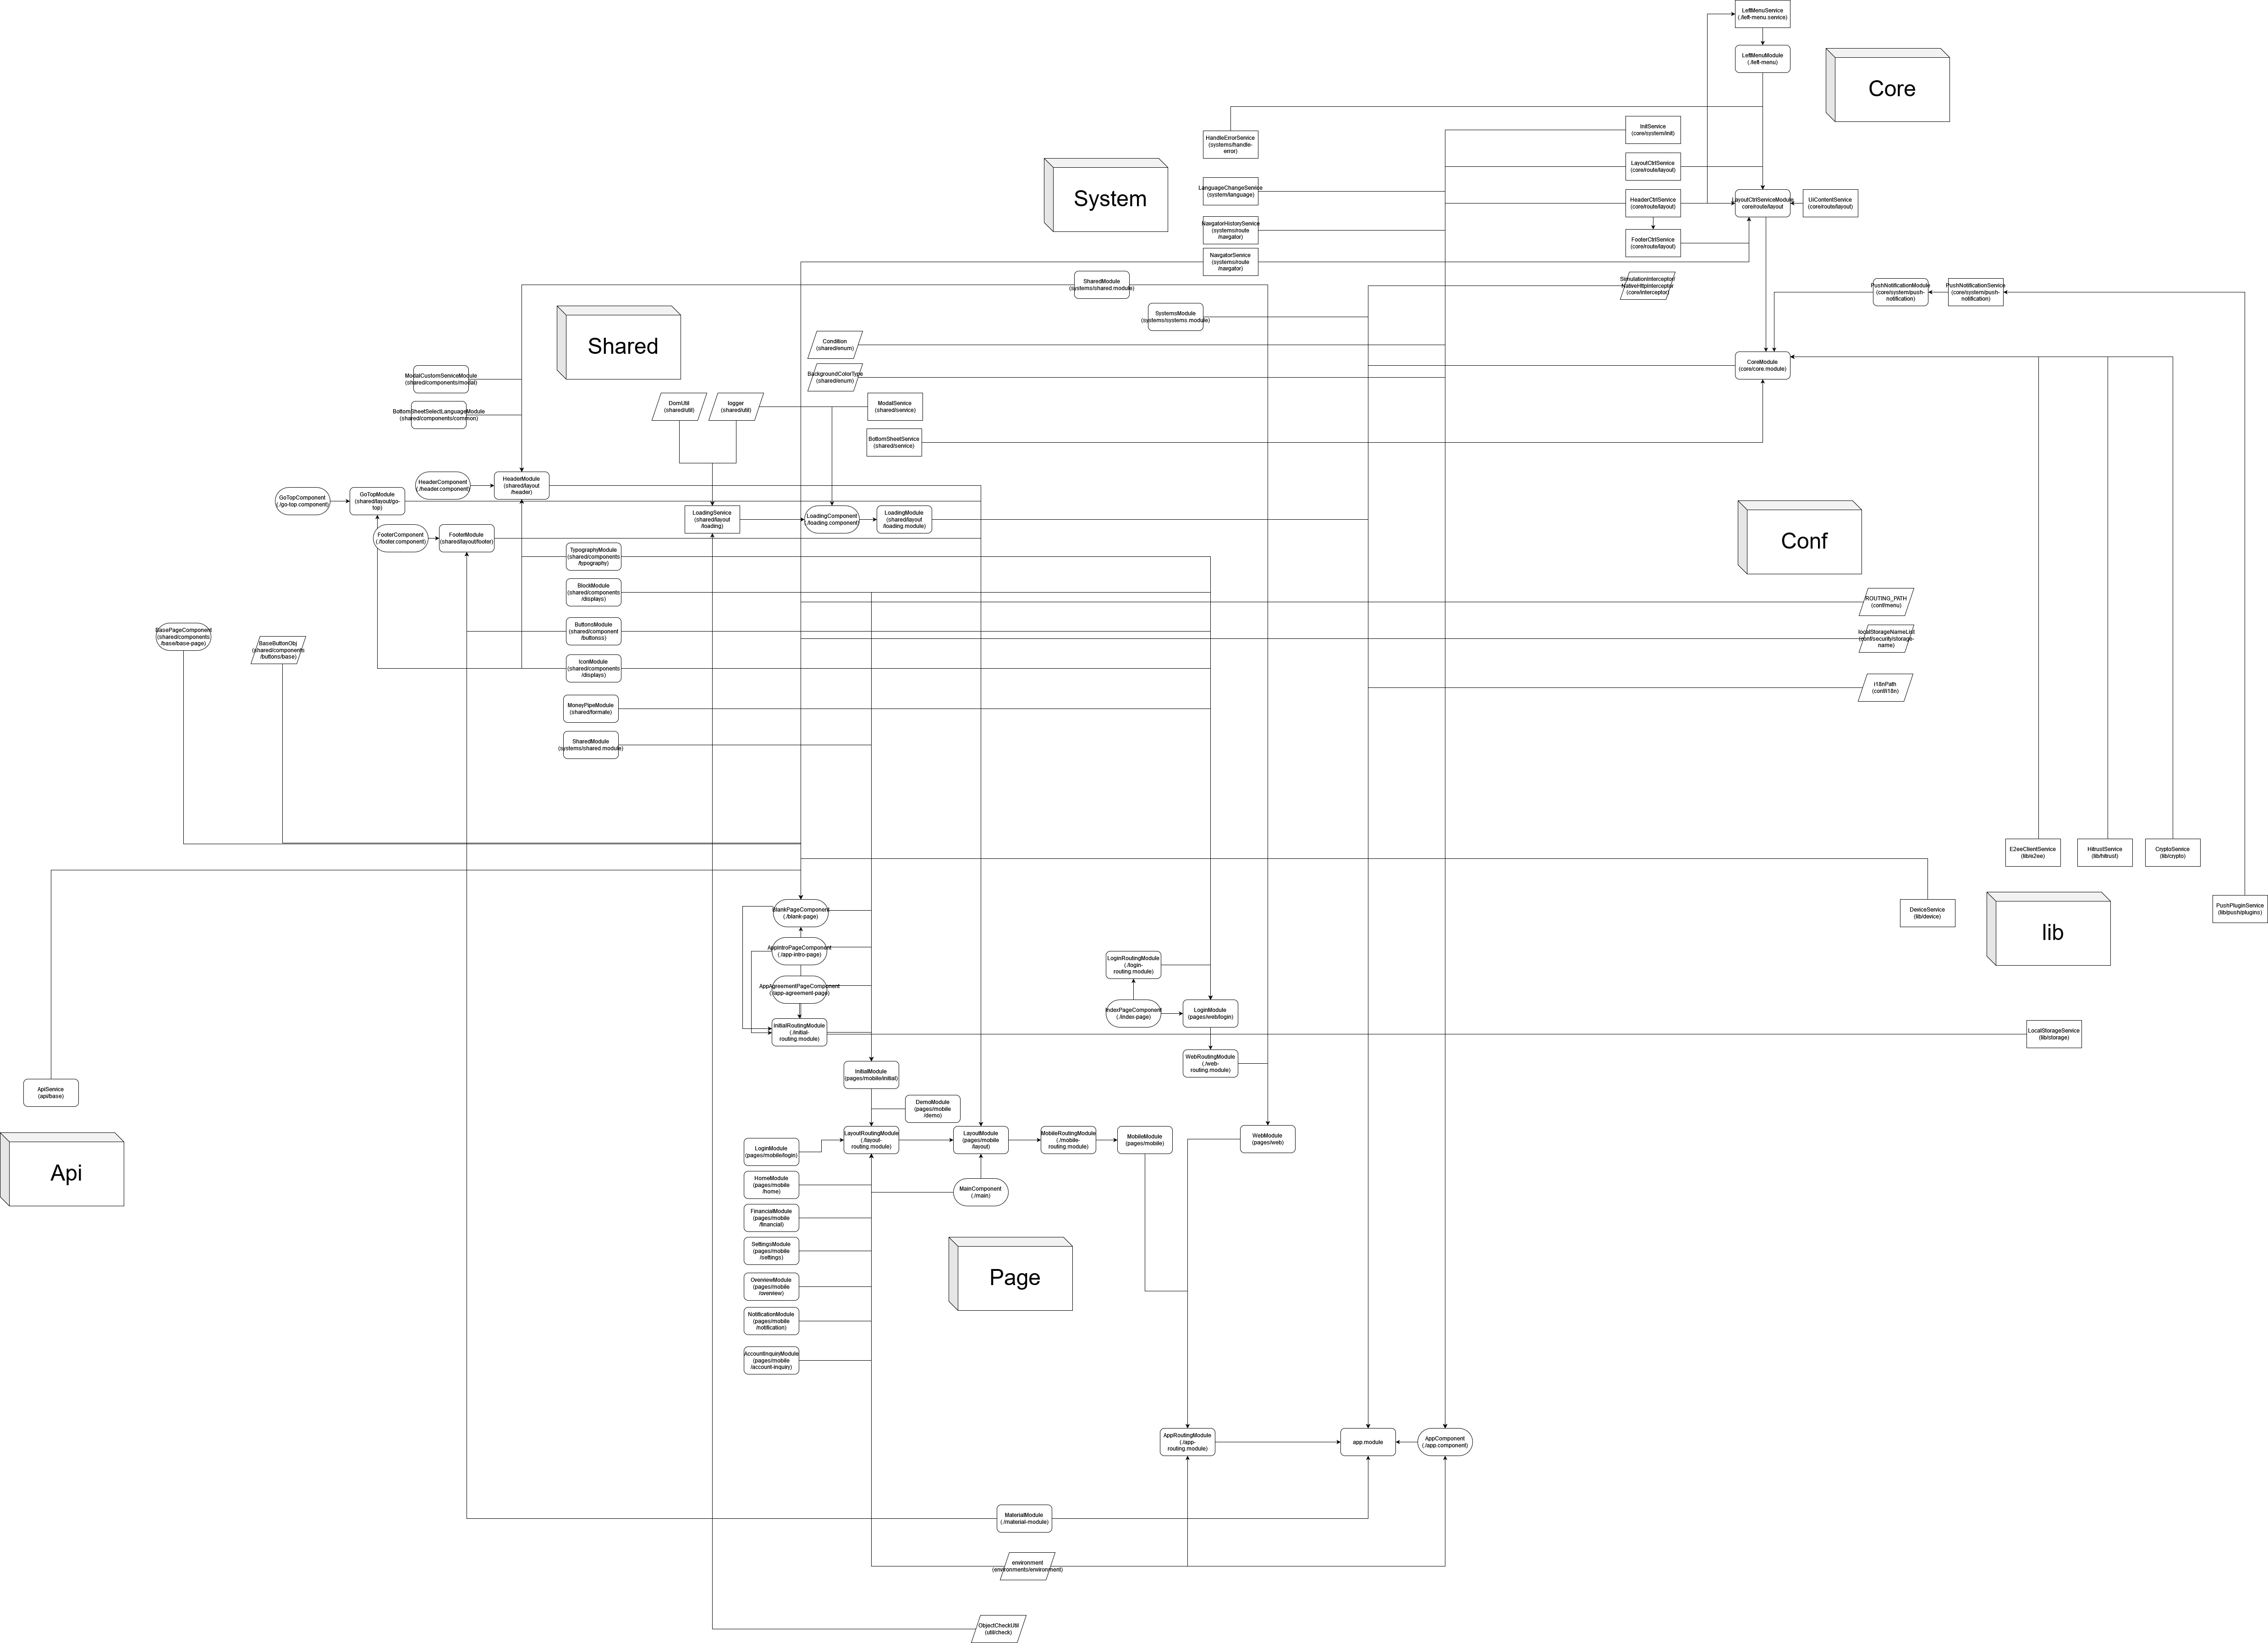 LeftMenuService
(./left-menu.service)
LeftMenuModule
(./left-menu)
Core
InitService
(core/system/init)
HandleErrorService
(systems/handle-
error)
LayoutCtrlService
(core/route/layout)
System
LanguageChangeService
(system/language)
HeaderCtrlService
(core/route/layout)
LayoutCtrlServiceModule
core/route/layout
UiContentService
(core/route/layout)
NavgatorHistoryService
(systems/route
/navgator)
FooterCtrlService
(core/route/layout)
NavgatorService
(systems/route
/navgator)
SharedModule
(systems/shared.module)
SimulationInterceptor/
NativeHttpInterceptor
(core/interceptor)
PushNotificationModule
(core/system/push-
notification)
PushNotificationService
(core/system/push-
notification)
SystemsModule
(systems/systems.module)
Shared
Condition
(shared/enum)
CoreModule
(core/core.module)
ModalCustomServiceModule
(shared/components/modal)
BackgroundColorType
(shared/enum)
BottomSheetSelectLanguageModule
(shared/components/common)
DomUtil
(shared/util)
logger
(shared/util)
ModalService
(shared/service)
BottomSheetService
(shared/service)
HeaderComponent
(./header.component)
HeaderModule
(shared/layout
/header)
GoTopComponent
(./go-top.component)
GoTopModule
(shared/layout/go-
top)
LoadingService
(shared/layout
/loading)
LoadingComponent
(./loading.component)
LoadingModule
(shared/layout
/loading.module)
FooterComponent
(./footer.component)
FooterModule
(shared/layout/footer)
Conf
TypographyModule
(shared/components
/typography)
BlockModule
(shared/components
/displays)
ROUTING_PATH
(conf/menu)
BasePageComponent
(shared/components
/base/base-page)
ButtonsModule
(shared/component
/buttonss)
localStorageNameList
(conf/security/storage-
name)
BaseButtonObj
(shared/components
/buttons/base)
IconModule
(shared/components
/displays)
i18nPath
(conf/i18n)
MoneyPipeModule
(shared/formate)
SharedModule
(systems/shared.module)
E2eeClientService
(lib/e2ee)
HitrustService
(lib/hitrust)
CryptoService
(lib/crypto)
BlankPageComponent
(./blank-page)
DeviceService
(lib/device)
PushPluginService
(lib/push/plugins)
lib
AppIntroPageComponent
(./app-intro-page)
LoginRoutingModule
(./login-
routing.module)
AppAgreementPageComponent
(./app-agreement-page)
IndexPageComponent
(./index-page)
LoginModule
(pages/web/login)
InitialRoutingModule
(./initial-
routing.module)
LocalStorageService
(lib/storage)
WebRoutingModule
(./web-
routing.module)
InitialModule
(pages/mobile/initial)
ApiService
(api/base)
DemoModule
(pages/mobile
/demo)
Api
LayoutRoutingModule
(./layout-
routing.module)
LayoutModule
(pages/mobile
/layout)
MobileRoutingModule
(./mobile-
routing.module)
MobileModule
(pages/mobile)
WebModule
(pages/web)
LoginModule
(pages/mobile/login)
HomeModule
(pages/mobile
/home)
MainComponent
(./main)
FinancialModule
(pages/mobile
/financial)
SettingsModule
(pages/mobile
/settings)
Page
OverviewModule
(pages/mobile
/overview)
NotificationModule
(pages/mobile
/notification)
AccountInquiryModule
(pages/mobile
/account-inquiry)
AppRoutingModule
(./app-
routing.module)
app.module
AppComponent
(./app.component)
MaterialModule
(./material-module)
environment
(environments/environment)
ObjectCheckUtil
(util/check)